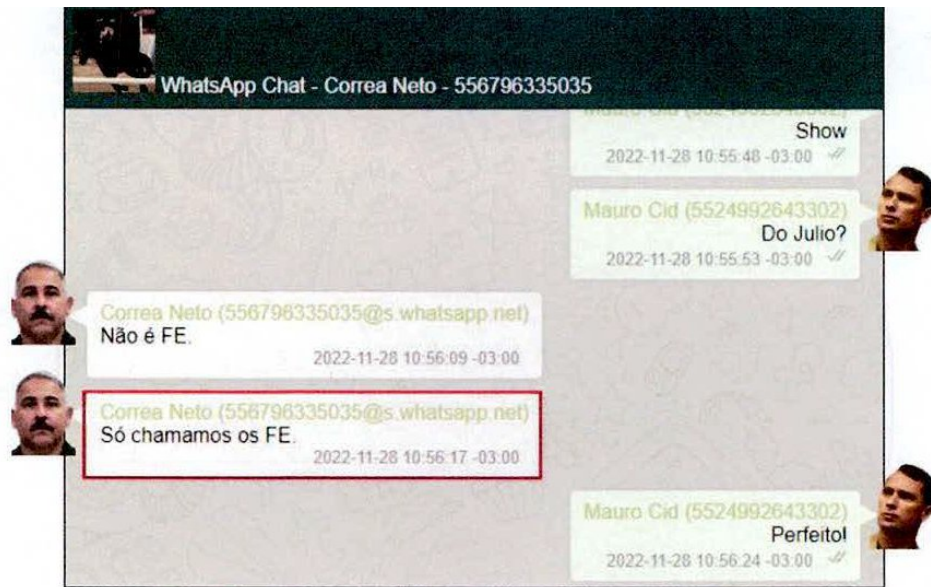 WhatsApp Chat - Correa Neto - 556796335035
Show
2022-11-28 10:55:48 -03:00
Mauro Cid (5524992643302)
Do Julio?
2022-11-28 10:55:53 -03:00
Correa Neto (556796335035@s.whatsapp.net)
Não é FE.
2022-11-28 10:56:09 -03:00
Correa Neto (556796335035@s.whatsapp.net)
Só chamamos os FE.
2022-11-28 10:56:17 -03:00
Mauro Cid (5524992643302)
Perfeito!
2022-11-28 10:56:24 -03:00